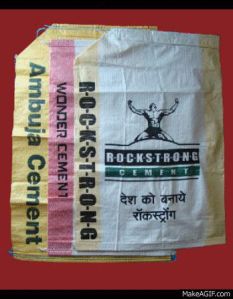 Ambuja Cement
WONDER CEMENT
R-O-C-K-S-T-R-O-N-G
ROCKSTRONG
CEMENT
देश को बनाये
रॉकस्ट्रॉग
MakeAGIF.com